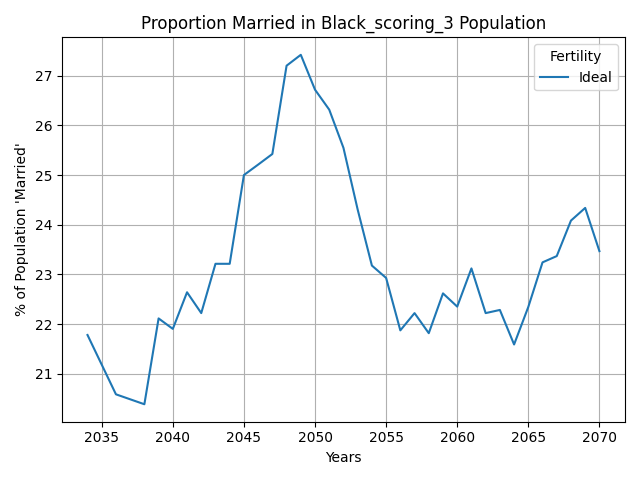 Proportion Married in Black_scoring_3 Population
% of Population 'Married'
27
26
25
24
23
22
21
Fertility
Ideal
2035 2040 2045 2050 2055 2060 2065 2070
Years